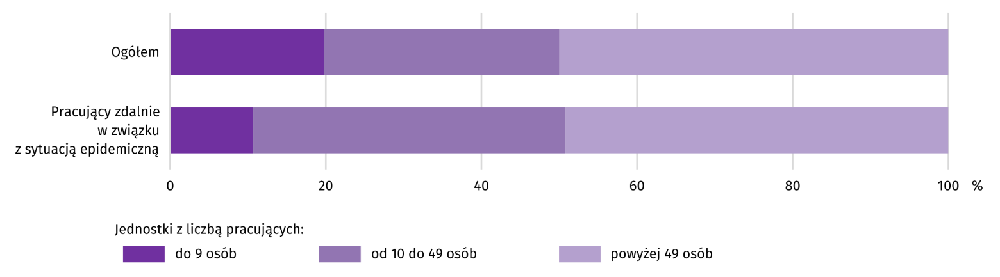 Ogółem
Pracujący zdalnie
w związku
z sytuacją epidemiczną
0 20 40 60 80 100 %
Jednostki z liczbą pracujących:
do 9 osób od 10 do 49 osób powyżej 49 osób